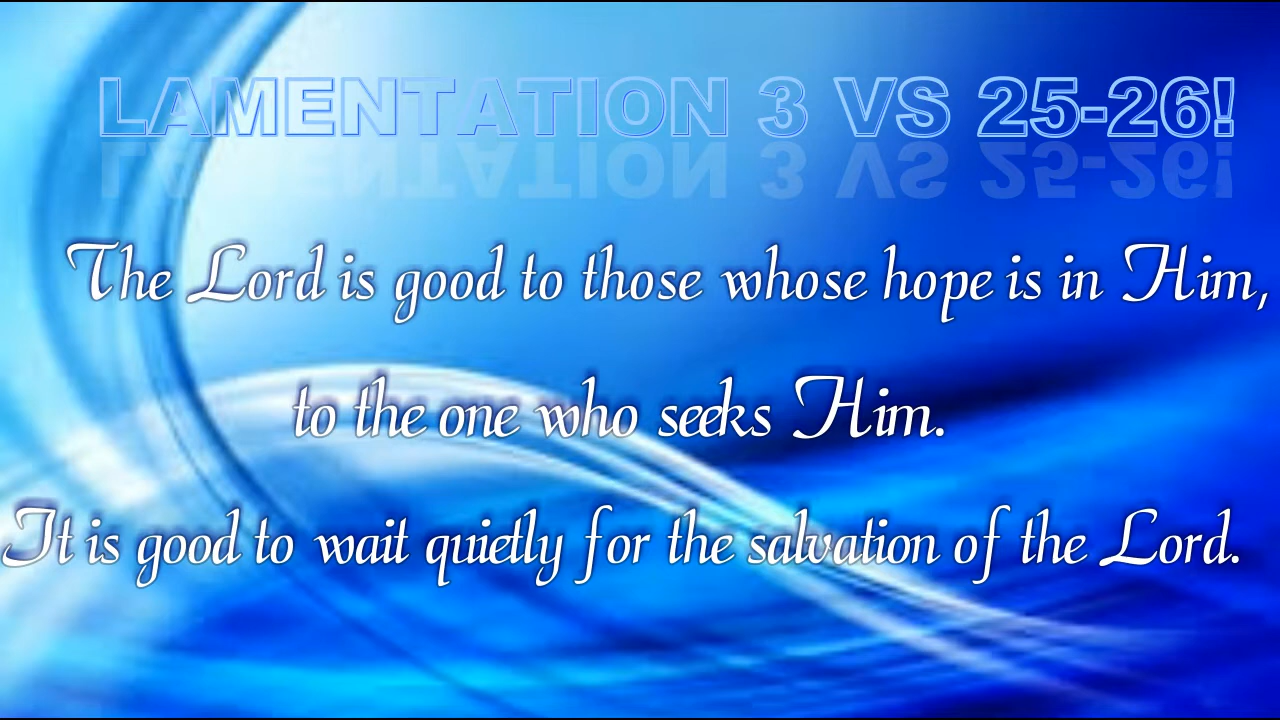 LAMENTATION 3 VS 25-26!
The Lord is good to those whose hope is in Him,
to the one who seeks Him.
It is good to wait quietly for the salvation of the Lord.